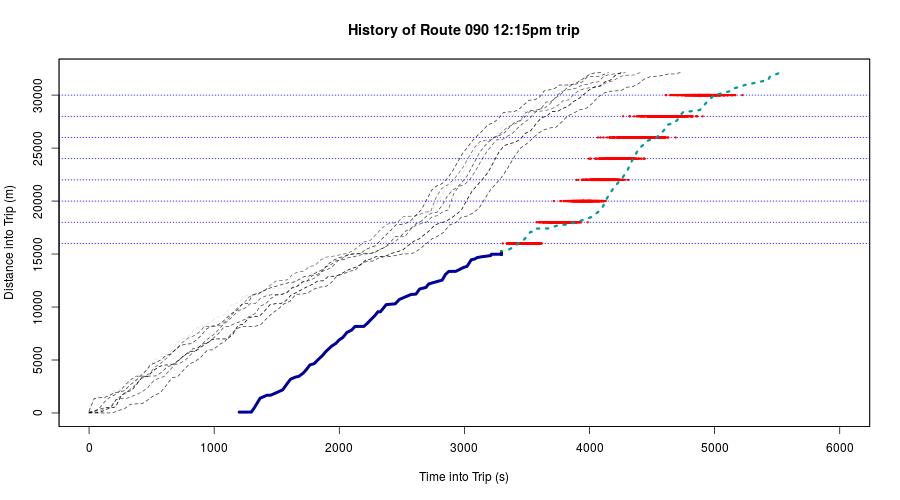 History of Route 090 12:15pm trip
Distance into Trip (m)
30000
25000
20000
15000
10000
5000
0
0 1000 2000 3000 4000 5000 6000
Time into Trip (s)